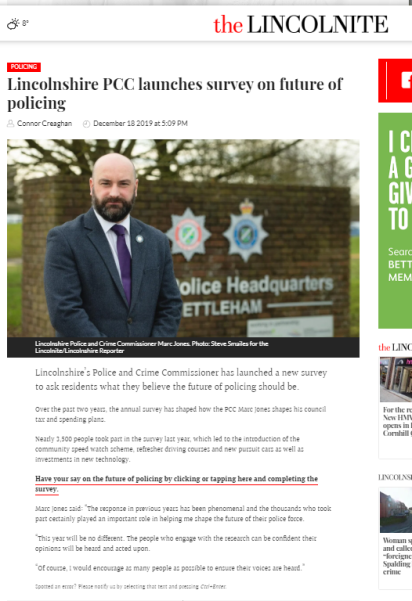 8°
the LINCOLNITE
POLICING
Lincolnshire PCC launches survey on future of
policing
Connor Creaghan December 18 2019 at 5:09 PM
Police Headquarters
ETTLEHAM
Lincolnshire Police and Crime Commissioner Marc Jones. Photo: Steve Smailes for the
Lincolnite/Lincolnshire Reporter
Lincolnshire's Police and Crime Commissioner has launched a new survey
to ask residents what they believe the future of policing should be.
Over the past two years, the annual survey has shaped how the PCC Marc Jones shapes his council
tax and spending plans.
Nearly 3,500 people took part in the survey last year, which led to the introduction of the
community speed watch scheme, refresher driving courses and new pursuit cars as well as
investments in new technology.
Have your say on the future of policing by clicking or tapping here and completing the
survey.
Marc Jones said: "The response in previous years has been phenomenal and the thousands who took
part certainly played an important role in helping me shape the future of their police force.
"This year will be no different. The people who engage with the research can be confident their
opinions will be heard and acted upon.
"Of course, I would encourage as many people as possible to ensure their voices are heard."
Spotted an error? Please notify us by selecting that text and pressing Ctrl+Enter.
I C
A G
GIV
TO
Searc
BETT
MEM
the LINC
For the re
New HMV
opens in l
Cornhill
LINCOLNSH
Woman s
and calle
"foreigne
Spalding
crime